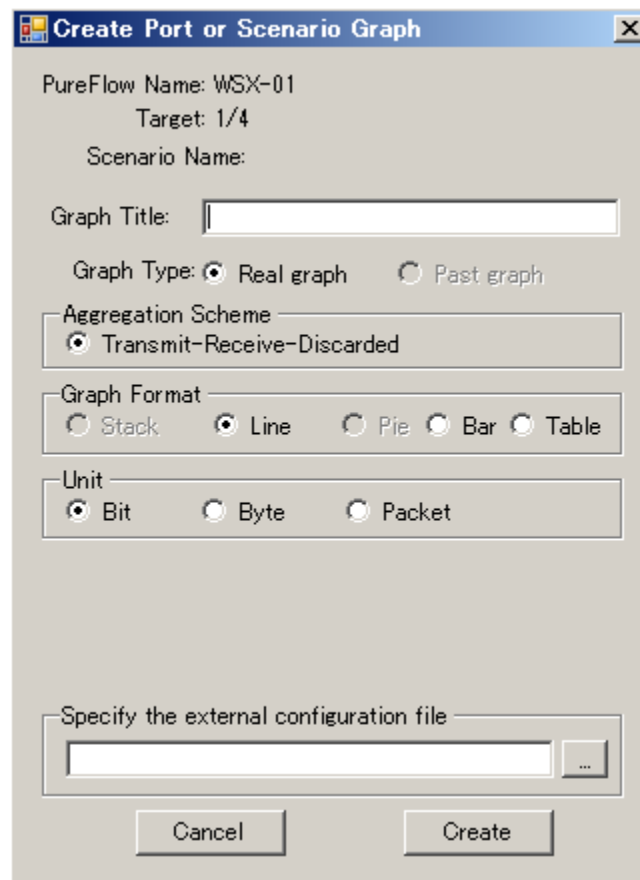 Create Port or Scenario Graph
PureFlow Name: WSX-01
Target: 1/4
Scenario Name:
Graph Title:
Graph Type: Real graph Past graph
Aggregation Scheme
Transmit-Receive-Discarded
Graph Format
Stack Line Pie Bar Table
Unit
Bit Byte Packet
Specify the external configuration file
...
Cancel Create